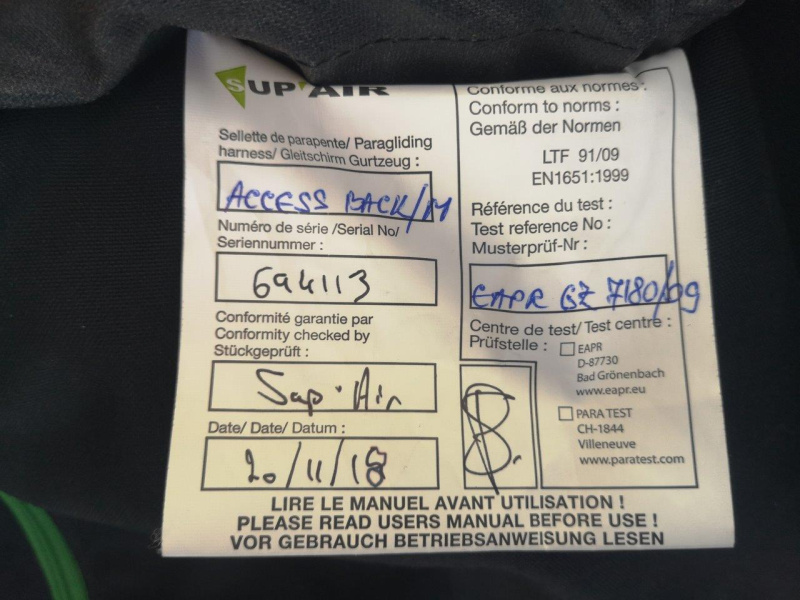 SUP'AIR
Sellette de parapente/ Paragliding
harness/ Gleitschirm Gurtzeug :
ACCESS BACK/M
Numéro de série /Serial No/
Seriennummer :
694113
Conformité garantie par
Conformity checked by
Stückgeprüft :
Sup'Air
Date/ Date/ Datum :
20/11/18
Conforme aux normes :
Conform to norms :
Gemäß der Normen
LTF 91/09
EN1651:1999
Référence du test :
Test reference No :
Musterprüf-Nr :
EAPR GZ 7180/09
Centre de test/ Test centre :
Prüfstelle :
EAPR
D-87730
Bad Grönenbach
www.eapr.eu
PARA TEST
CH-1844
Villeneuve
www.paratest.com
LIRE LE MANUEL AVANT UTILISATION !
PLEASE READ USERS MANUAL BEFORE USE !
VOR GEBRAUCH BETRIEBSANWEISUNG LESEN